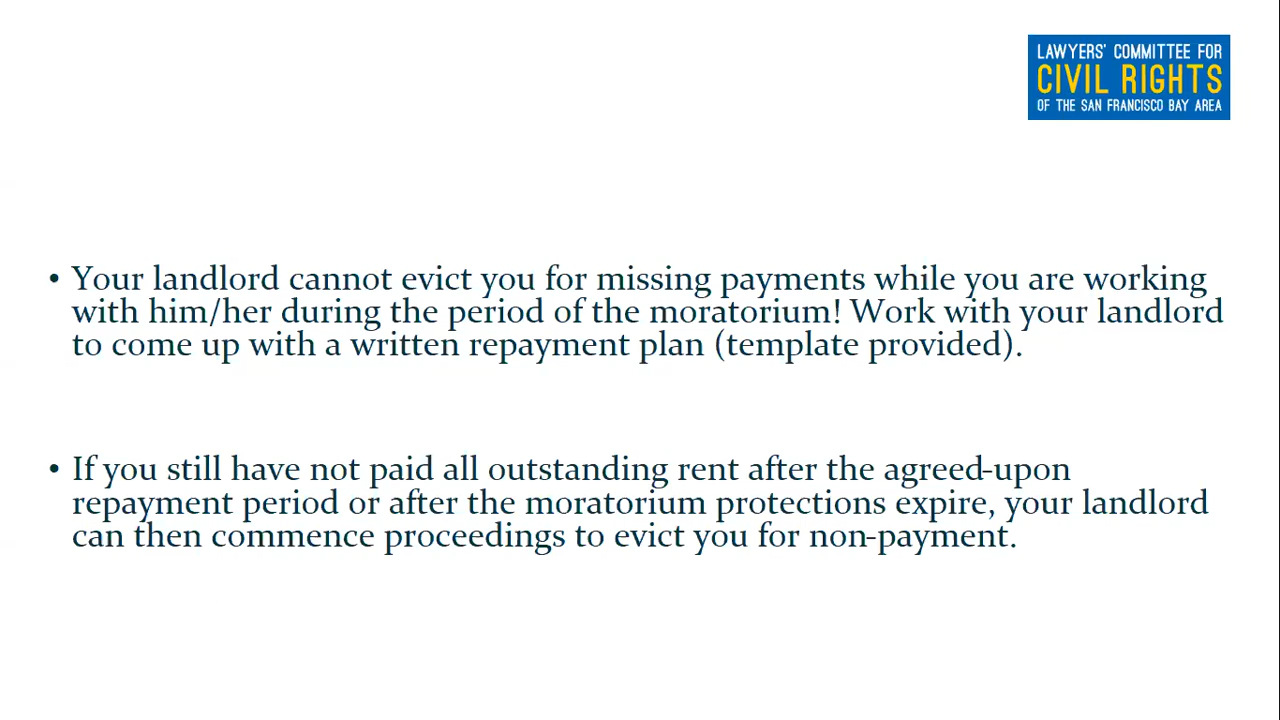 LAWYERS' COMMITTEE FOR
CIVIL RIGHTS
OF THE SAN FRANCISCO BAY AREA
• Your landlord cannot evict you for missing payments while you are working
with him/her during the period of the moratorium! Work with your landlord
to come up with a written repayment plan (template provided).
• If you still have not paid all outstanding rent after the agreed-upon
repayment period or after the moratorium protections expire, your landlord
can then commence proceedings to evict you for non-payment.